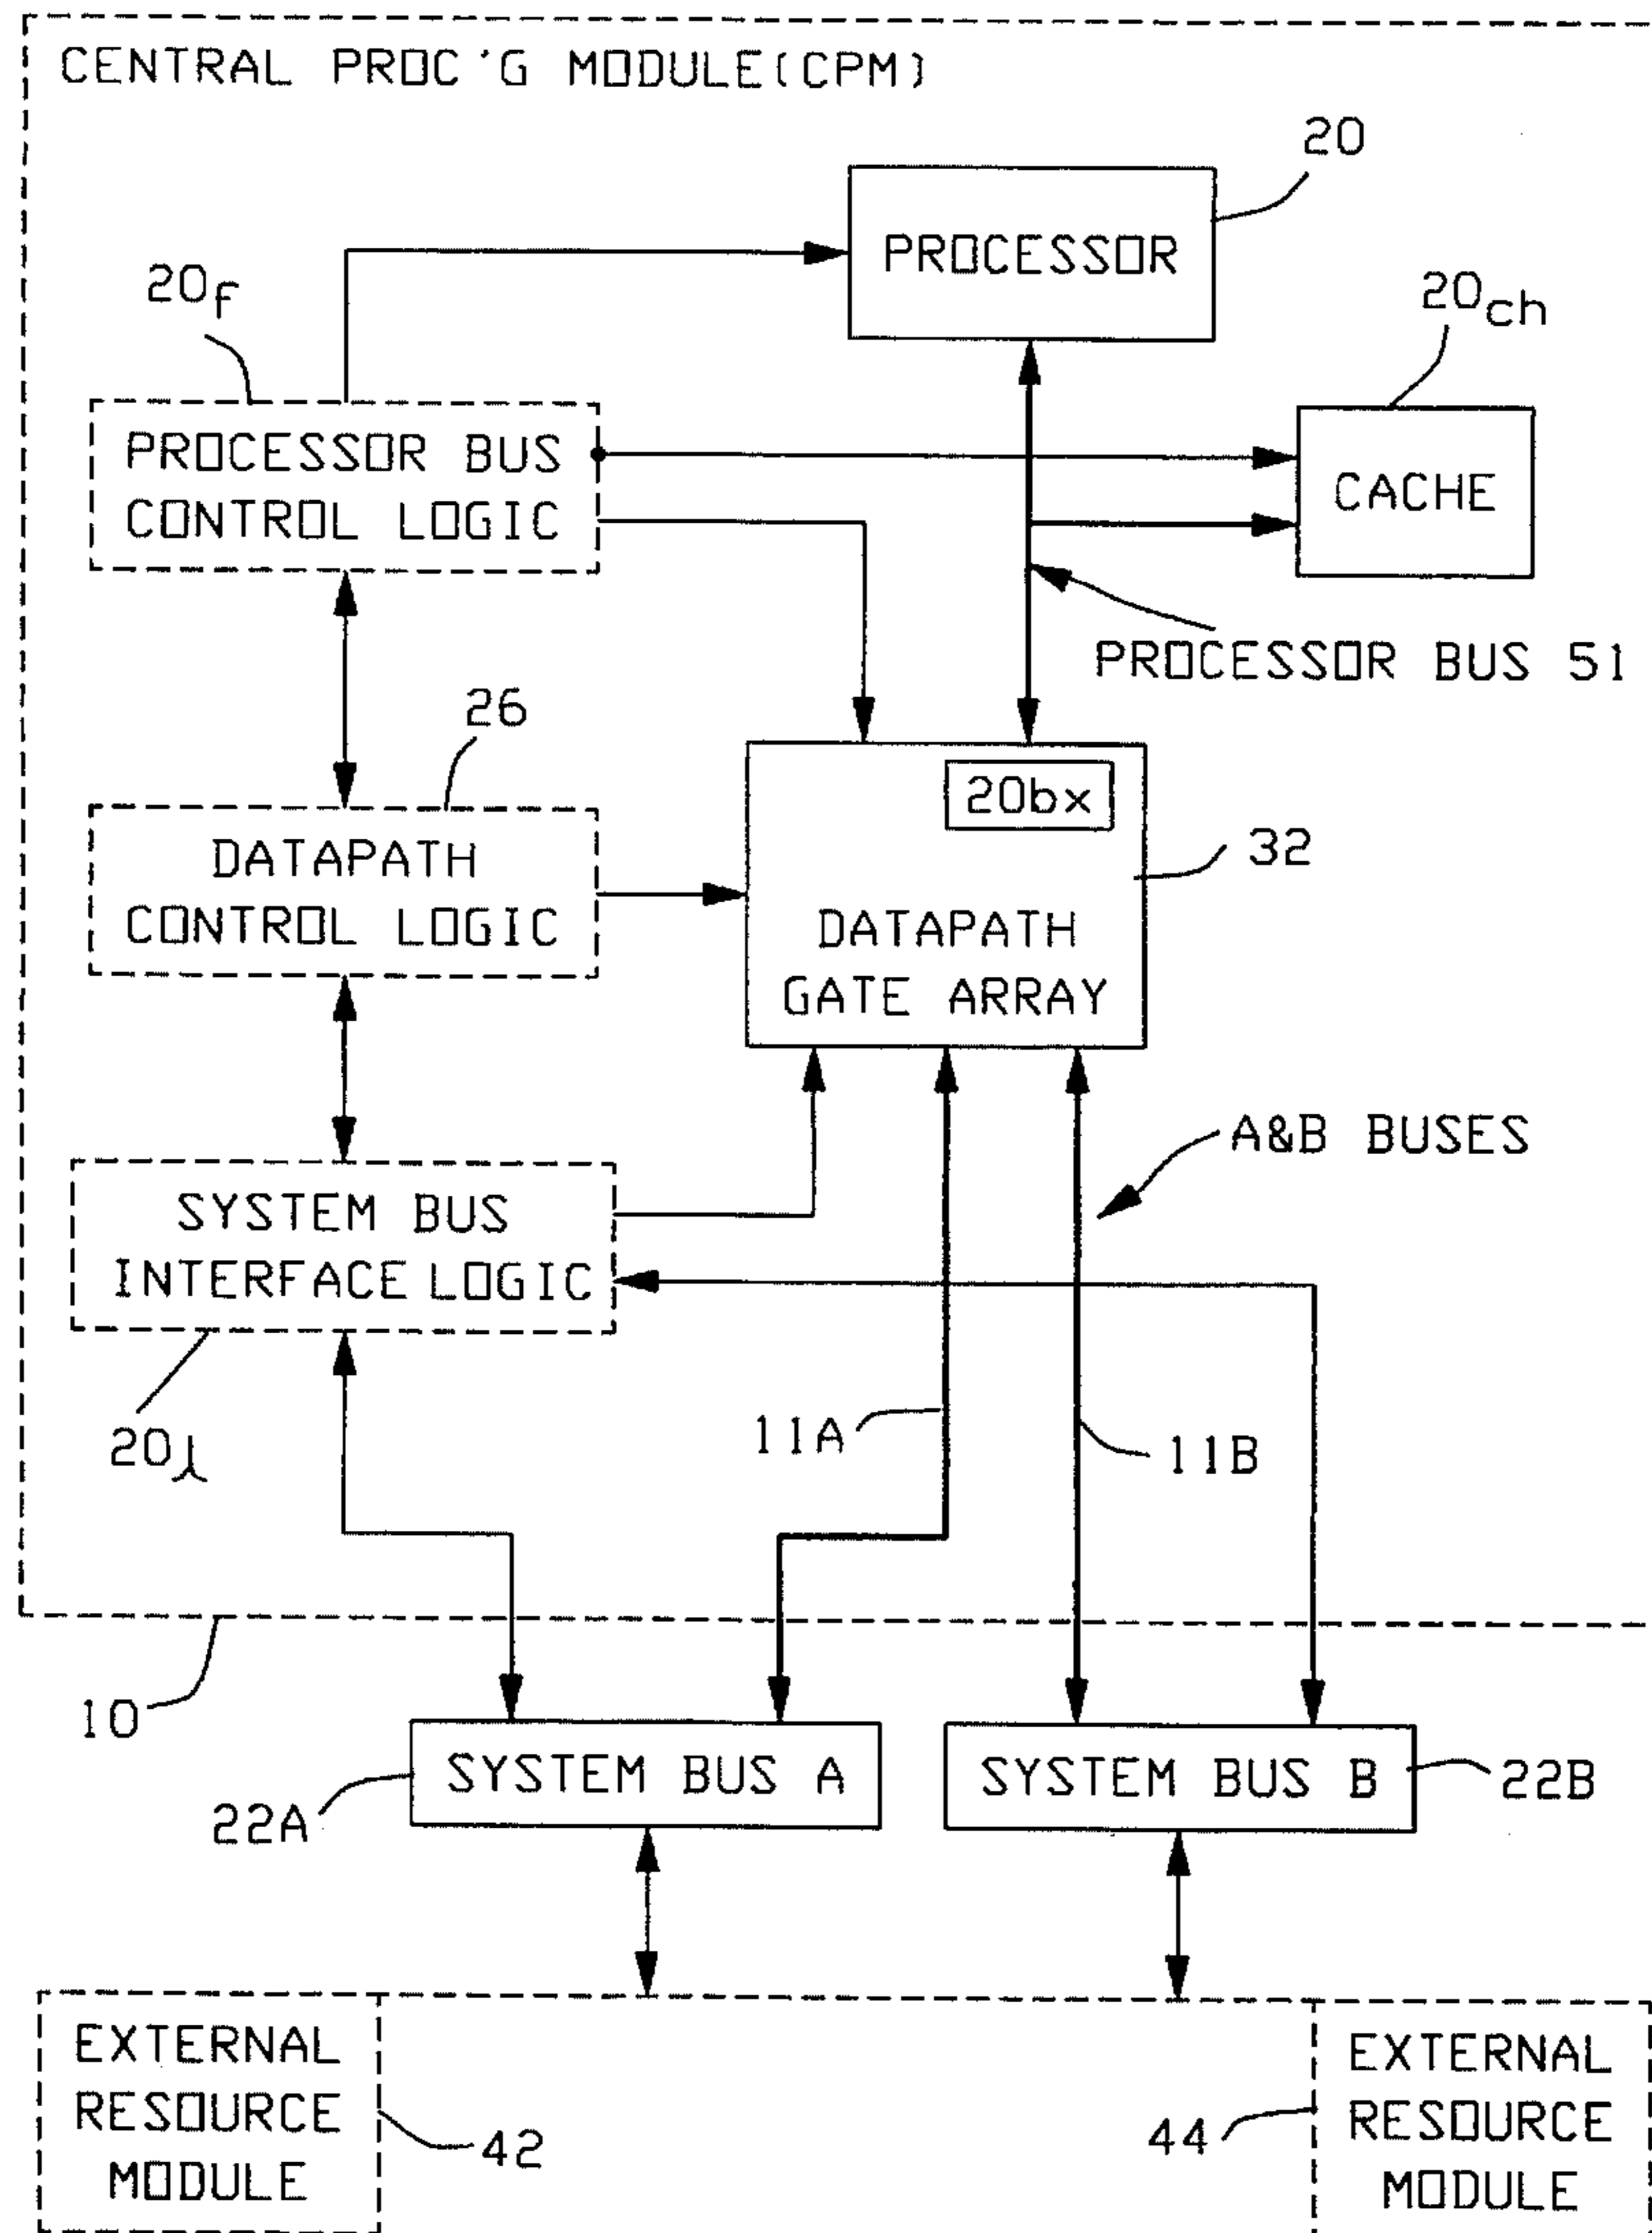 CENTRAL PROC'G MODULE(CPM)
20
PROCESSOR
20f
20ch
PROCESSOR BUS
CONTROL LOGIC
CACHE
PROCESSOR BUS 51
26
20bx
32
DATAPATH
CONTROL LOGIC
DATAPATH
GATE ARRAY
A&B BUSES
SYSTEM BUS
INTERFACE LOGIC
20l
11A
11B
10
SYSTEM BUS A
SYSTEM BUS B
22A
22B
EXTERNAL
RESOURCE
MODULE
42
44
EXTERNAL
RESOURCE
MODULE